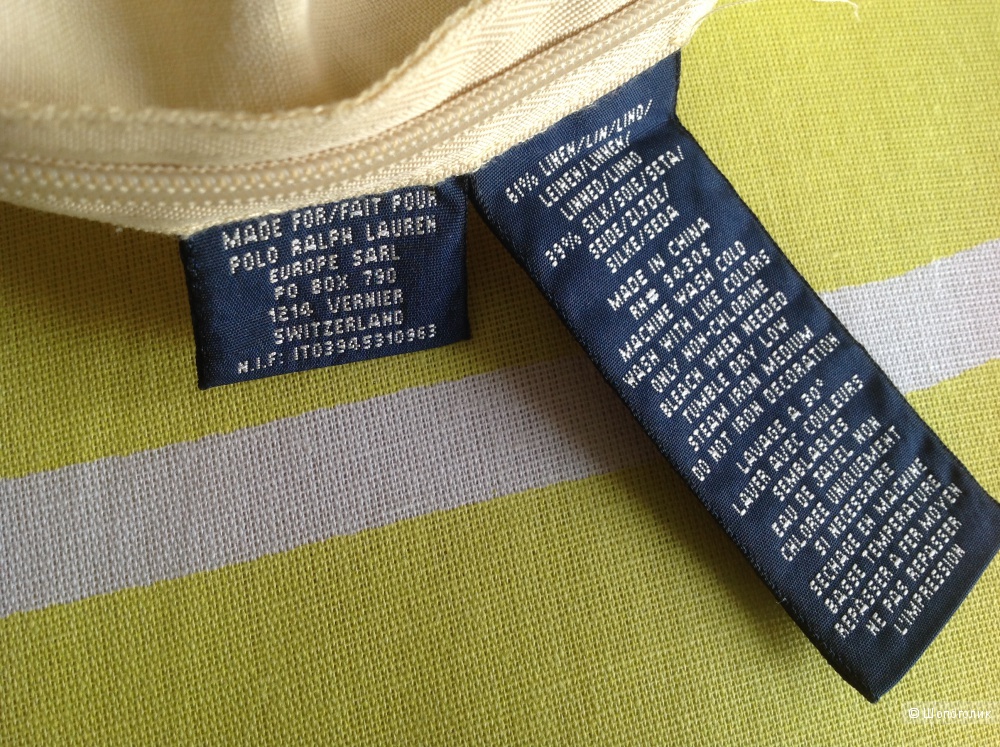 MADE FOR/FAIT POUR
POLO RALPH LAUREN
EUROPE SARL
PO BOX 790
1214 VERNIER
SWITZERLAND
N.I.F: IT03945310963
61% LINEN/LIN/LINO/
LEINEN/LINNEN/
LINNED/LINO
39% SILK/SOIE/SETA/
SEIDE/ZIJDE/
SILKE/SEDA
MADE IN CHINA
RN# 94306
MACHINE WASH COLD
WASH WITH LIKE COLORS
ONLY NON-CHLORINE
BLEACH WHEN NEEDED
TUMBLE DRY LOW
STEAM IRON MEDIUM
DO NOT IRON DECORATION
LAVAGE A 30°
LAVER AVEC COULEURS
SEMBLABLES
EAU DE JAVEL NON
CHLOREE UNIQUEMENT
SI NECESSAIRE
SECHAGE EN MACHINE
BASSE TEMPERATURE
REPASSER A FER MOYEN
NE PAS REPASSER
L'IMPRESSION
© Шопоголик